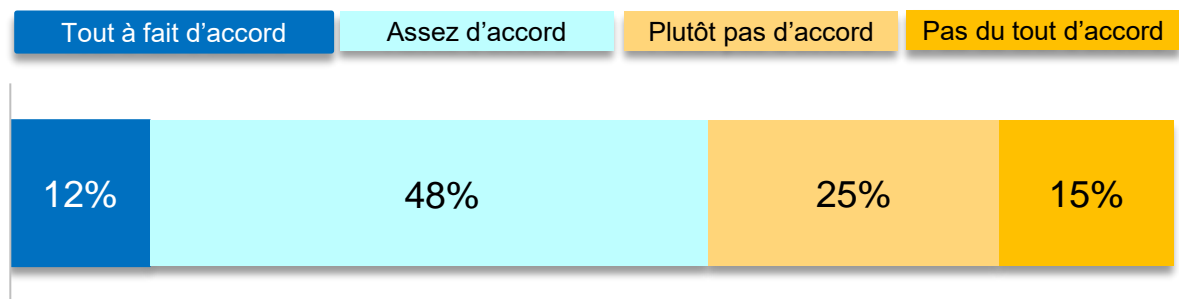 Tout à fait d’accord Assez d’accord Plutôt pas d’accord Pas du tout d’accord
12% 48% 25% 15%